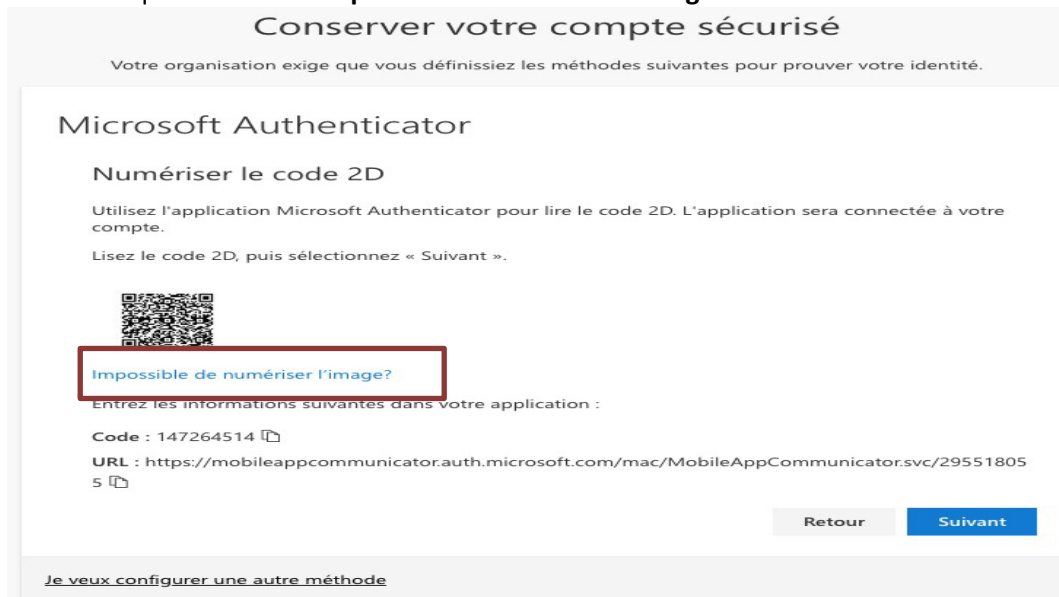 Conserver votre compte sécurisé
Votre organisation exige que vous définissiez les méthodes suivantes pour prouver votre identité.
Microsoft Authenticator
Numériser le code 2D
Utilisez l'application Microsoft Authenticator pour lire le code 2D. L'application sera connectée à votre
compte.
Lisez le code 2D, puis sélectionnez « Suivant ».
Impossible de numériser l'image?
Entrez les informations suivantes dans votre application :
Code : 147264514
URL : https://mobileappcommunicator.auth.microsoft.com/mac/MobileAppCommunicator.svc/29551805
5
Retour Suivant
Je veux configurer une autre méthode